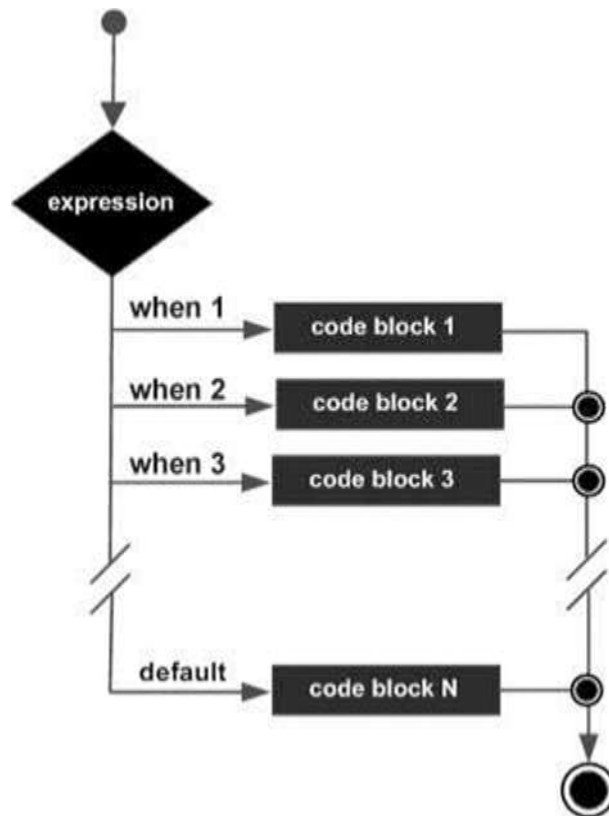 expression
when 1
code block 1
when 2
code block 2
when 3
code block 3
default
code block N